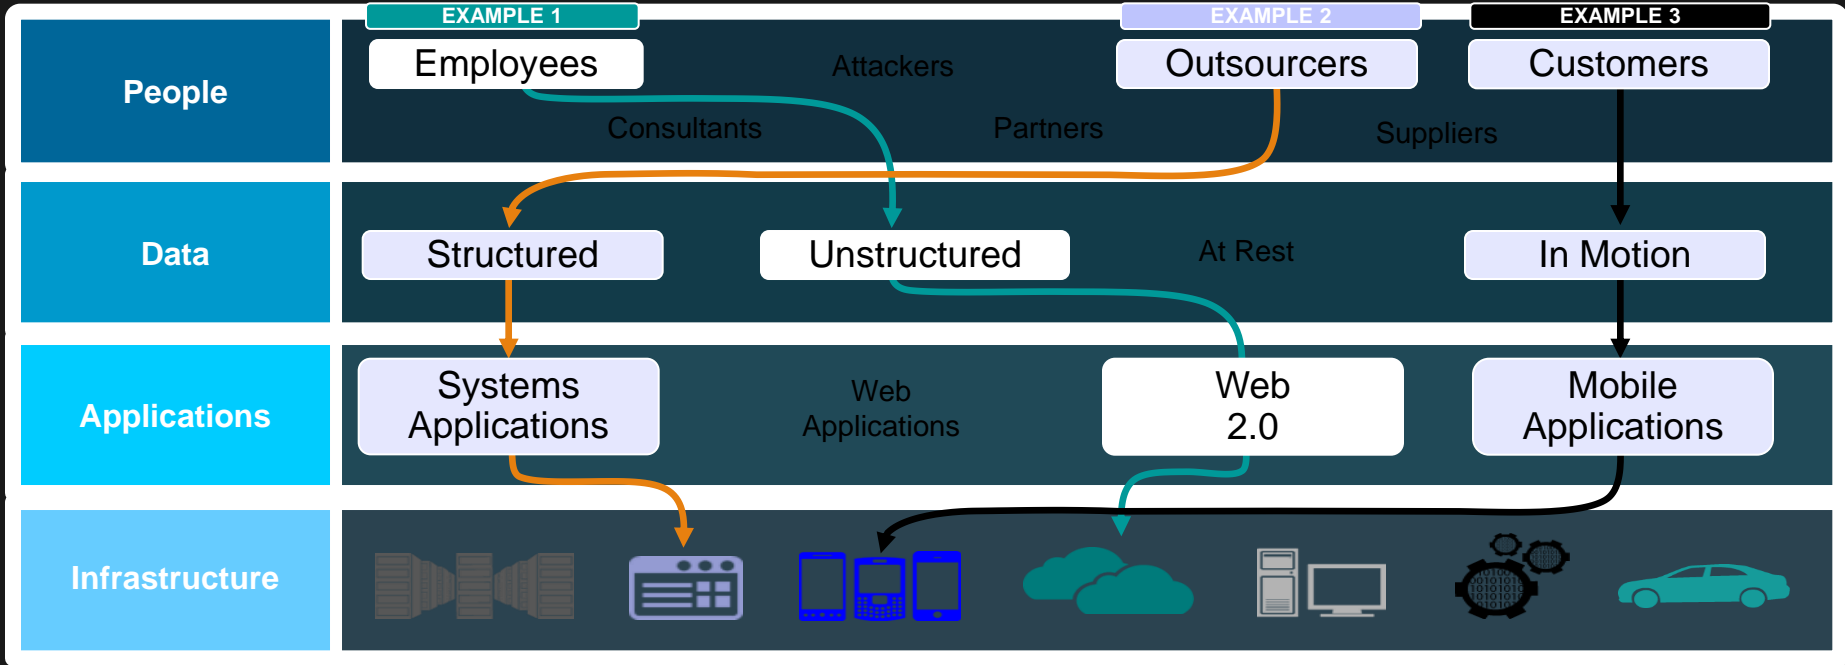 EXAMPLE 1
EXAMPLE 2
EXAMPLE 3
People
Employees
Attackers
Outsourcers
Customers
Consultants
Partners
Suppliers
Data
Structured
Unstructured
At Rest
In Motion
Applications
Systems
Applications
Web
Applications
Web
2.0
Mobile
Applications
Infrastructure